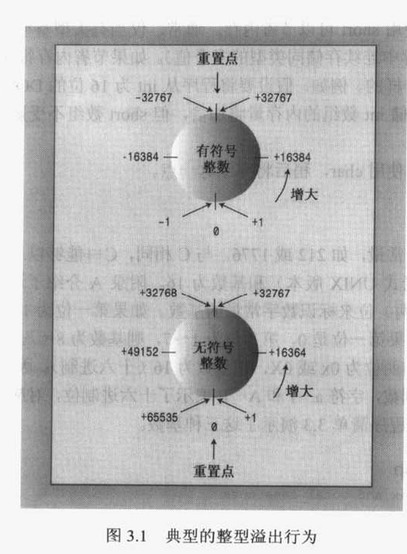 重置点
-32767 +32767
-16384 有符号整数 +16384
增大
-1 +1
0
+32768 +32767
+49152 无符号整数 +16364
增大
+65535 +1
0
重置点
图 3.1 典型的整型溢出行为